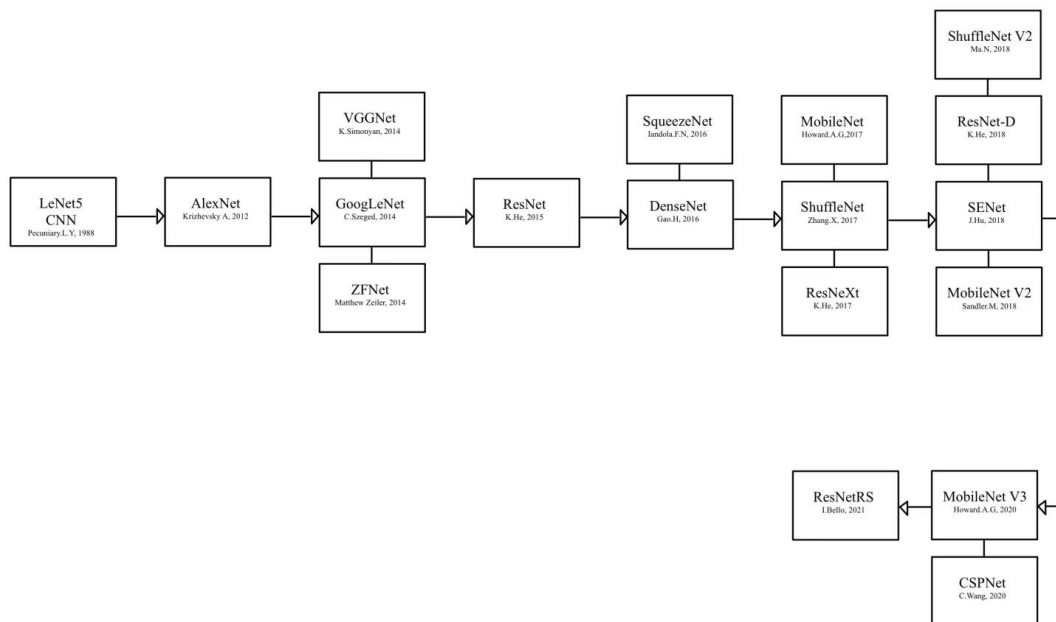 LeNet5
CNN
Pecuniary.L.Y, 1988
AlexNet
Krizhevsky A, 2012
VGGNet
K.Simonyan, 2014
GoogLeNet
C.Szeged, 2014
ZFNet
Matthew Zeiler, 2014
ResNet
K.He, 2015
SqueezeNet
Iandola.F.N, 2016
DenseNet
Gao.H, 2016
MobileNet
Howard.A.G,2017
ShuffleNet
Zhang.X, 2017
ResNeXt
K.He, 2017
ShuffleNet V2
Ma.N, 2018
ResNet-D
K.He, 2018
SENet
J.Hu, 2018
MobileNet V2
Sandler.M, 2018
MobileNet V3
Howard.A.G, 2020
CSPNet
C.Wang, 2020
ResNetRS
I.Bello, 2021